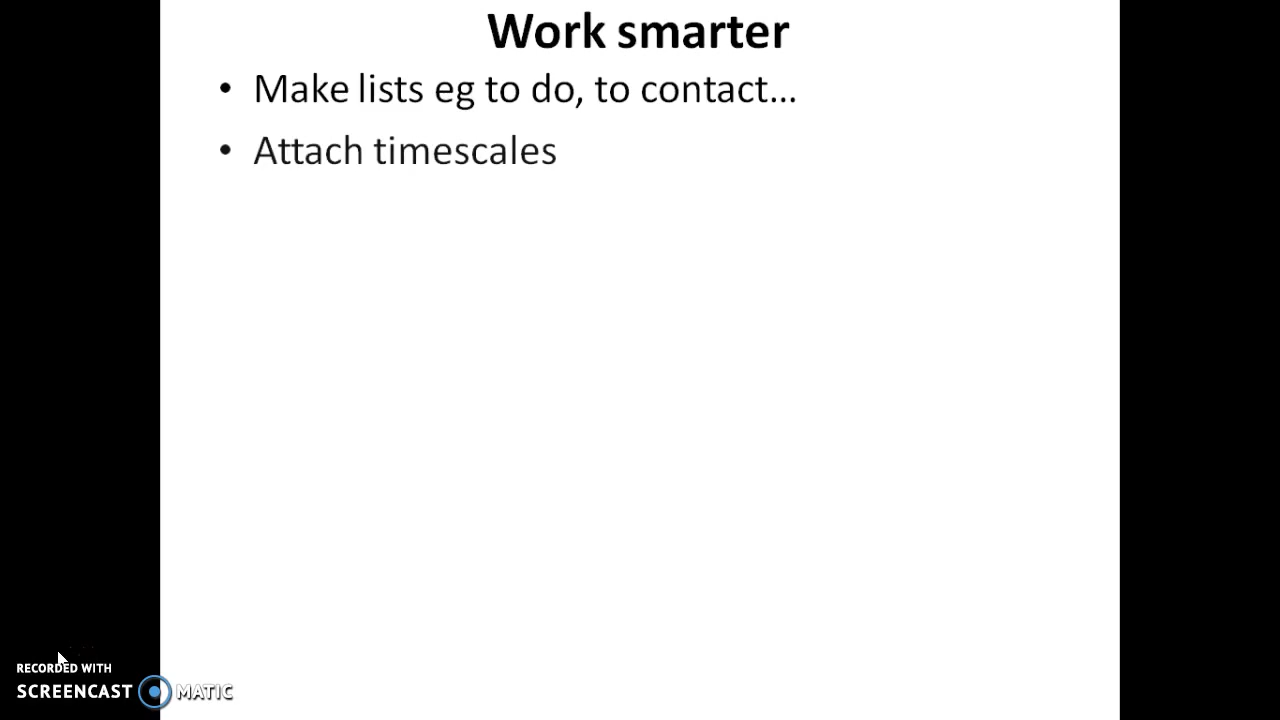 Work smarter
• Make lists eg to do, to contact...
• Attach timescales
RECORDED WITH
SCREENCAST MATIC